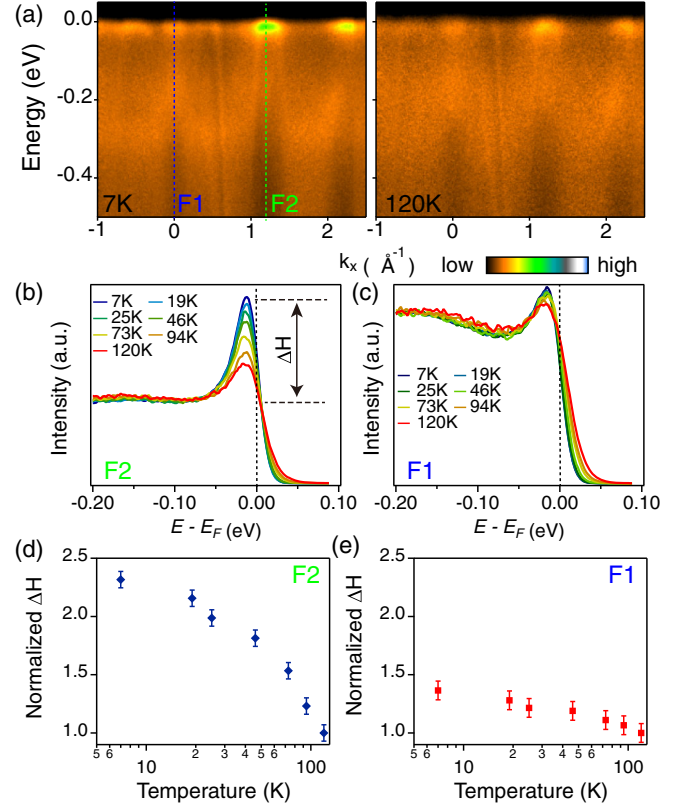 (a)
0.0
-0.2
-0.4
Energy (eV)
7K
F1
F2
120K
-1 0 1 2 -1 0 1 2
kx ( Å-1) low high
(b) (c)
7K 19K
25K 46K
73K 94K
120K
ΔH
F2
Intensity (a.u.)
-0.20 -0.10 0.00 0.10
E - EF (eV)
7K 19K
25K 46K
73K 94K
120K
F1
Intensity (a.u.)
-0.20 -0.10 0.00 0.10
E - EF (eV)
(d) (e)
2.5
2.0
1.5
1.0
Normalized ΔH
F2
5 6 10 2 3 4 5 6 100
Temperature (K)
2.5
2.0
1.5
1.0
Normalized ΔH
F1
5 6 10 2 3 4 5 6 100
Temperature (K)